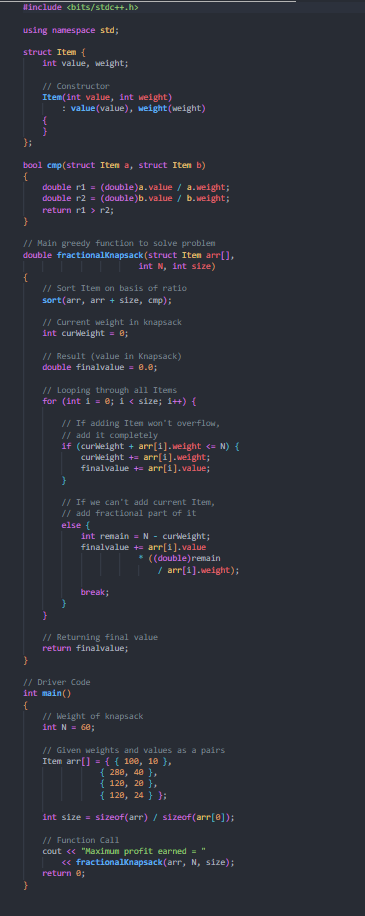 #include <bits/stdc++.h>
using namespace std;
struct Item {
int value, weight;
// Constructor
Item(int value, int weight)
: value(value), weight(weight)
{
}
};
bool cmp(struct Item a, struct Item b)
{
double r1 = (double)a.value / a.weight;
double r2 = (double)b.value / b.weight;
return r1 > r2;
}
// Main greedy function to solve problem
double fractionalKnapsack(struct Item arr[],
int N, int size)
{
// Sort Item on basis of ratio
sort(arr, arr + size, cmp);
// Current weight in knapsack
int curWeight = 0;
// Result (value in Knapsack)
double finalvalue = 0.0;
// Looping through all Items
for (int i = 0; i < size; i++) {
// If adding Item won't overflow,
// add it completely
if (curWeight + arr[i].weight <= N) {
curWeight += arr[i].weight;
finalvalue += arr[i].value;
}
// If we can't add current Item,
// add fractional part of it
else {
int remain = N - curWeight;
finalvalue += arr[i].value
* ((double)remain
/ arr[i].weight);
break;
}
}
// Returning final value
return finalvalue;
}
// Driver Code
int main()
{
// Weight of knapsack
int N = 60;
// Given weights and values as a pairs
Item arr[] = { { 100, 10 },
{ 280, 40 },
{ 120, 20 },
{ 120, 24 } };
int size = sizeof(arr) / sizeof(arr[0]);
// Function Call
cout << "Maximum profit earned = "
<< fractionalKnapsack(arr, N, size);
return 0;
}